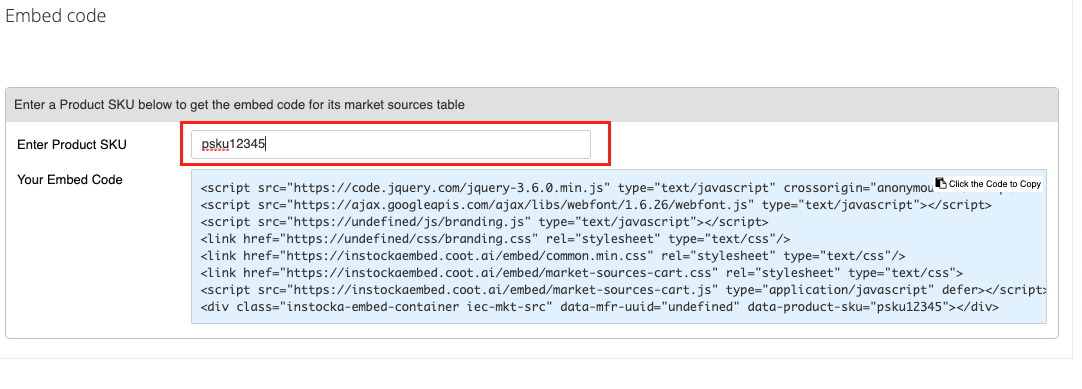 Embed code
Enter a Product SKU below to get the embed code for its market sources table
Enter Product SKU
psku12345
Your Embed Code
Click the Code to Copy
<script src="https://code.jquery.com/jquery-3.6.0.min.js" type="text/javascript" crossorigin="anonymou
<script src="https://ajax.googleapis.com/ajax/libs/webfont/1.6.26/webfont.js" type="text/javascript"></script>
<script src="https://undefined/js/branding.js" type="text/javascript"></script>
<link href="https://undefined/css/branding.css" rel="stylesheet" type="text/css"/>
<link href="https://instockaembed.coot.ai/embed/common.min.css" rel="stylesheet" type="text/css"/>
<link href="https://instockaembed.coot.ai/embed/market-sources-cart.css" rel="stylesheet" type="text/css">
<script src="https://instockaembed.coot.ai/embed/market-sources-cart.js" type="application/javascript" defer></script>
<div class="instocka-embed-container iec-mkt-src" data-mfr-uuid="undefined" data-product-sku="psku12345"></div>